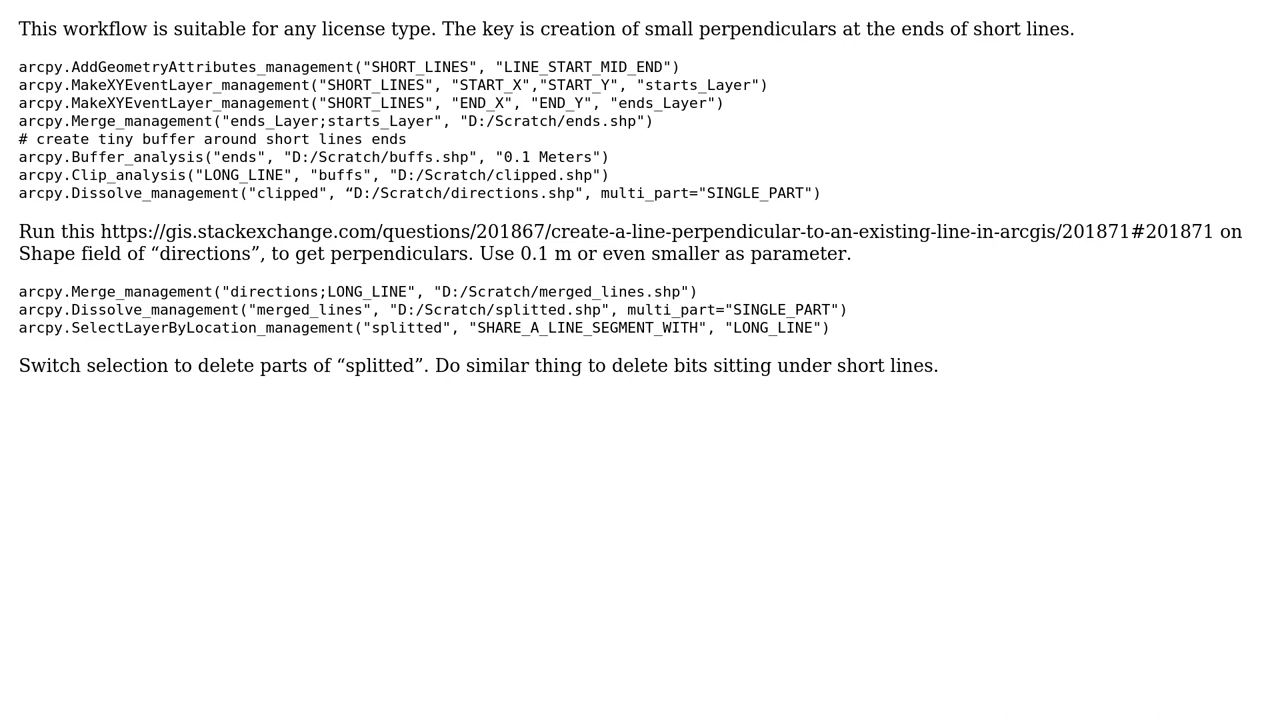 This workflow is suitable for any license type. The key is creation of small perpendiculars at the ends of short lines.
arcpy.AddGeometryAttributes_management("SHORT_LINES", "LINE_START_MID_END")
arcpy.MakeXYEventLayer_management("SHORT_LINES", "START_X","START_Y", "starts_Layer")
arcpy.MakeXYEventLayer_management("SHORT_LINES", "END_X", "END_Y", "ends_Layer")
arcpy.Merge_management("ends_Layer;starts_Layer", "D:/Scratch/ends.shp")
# create tiny buffer around short lines ends
arcpy.Buffer_analysis("ends", "D:/Scratch/buffs.shp", "0.1 Meters")
arcpy.Clip_analysis("LONG_LINE", "buffs", "D:/Scratch/clipped.shp")
arcpy.Dissolve_management("clipped", “D:/Scratch/directions.shp", multi_part="SINGLE_PART")
Run this https://gis.stackexchange.com/questions/201867/create-a-line-perpendicular-to-an-existing-line-in-arcgis/201871#201871 on
Shape field of “directions”, to get perpendiculars. Use 0.1 m or even smaller as parameter.
arcpy.Merge_management("directions;LONG_LINE", "D:/Scratch/merged_lines.shp")
arcpy.Dissolve_management("merged_lines", "D:/Scratch/splitted.shp", multi_part="SINGLE_PART")
arcpy.SelectLayerByLocation_management("splitted", "SHARE_A_LINE_SEGMENT_WITH", "LONG_LINE")
Switch selection to delete parts of “splitted”. Do similar thing to delete bits sitting under short lines.